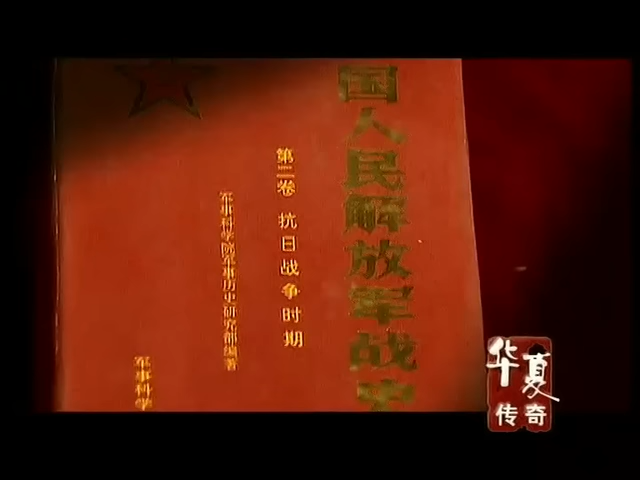 国人民解放军战史
第二卷 抗日战争时期
军事科学院军事历史研究部编著
军事科学
华夏
传奇